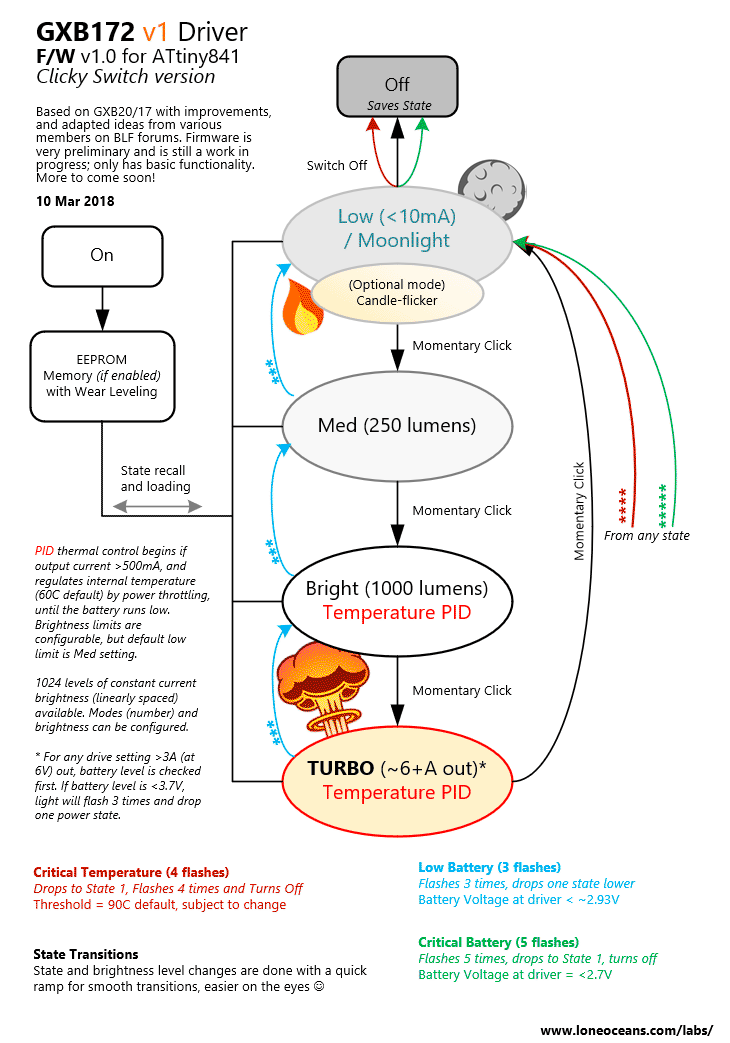 GXB172 v1 Driver
F/W v1.0 for ATtiny841
Clicky Switch version
Based on GXB20/17 with improvements,
and adapted ideas from various
members on BLF forums. Firmware is
very preliminary and is still a work in
progress; only has basic functionality.
More to come soon!
10 Mar 2018
Off
Saves State
Switch Off
Low (<10mA)
/ Moonlight
(Optional mode)
Candle-flicker
On
EEPROM
Memory (if enabled)
with Wear Leveling
Momentary Click
***
Med (250 lumens)
State recall
and loading
Momentary Click
***
Momentary Click
****
*****
From any state
Bright (1000 lumens)
Temperature PID
PID thermal control begins if
output current >500mA, and
regulates internal temperature
(60C default) by power throttling,
until the battery runs low.
Brightness limits are
configurable, but default low
limit is Med setting.
1024 levels of constant current
brightness (linearly spaced)
available. Modes (number) and
brightness can be configured.
* For any drive setting >3A (at
6V) out, battery level is checked
first. If battery level is <3.7V,
light will flash 3 times and drop
one power state.
Momentary Click
***
TURBO (~6+A out)*
Temperature PID
Critical Temperature (4 flashes)
Drops to State 1, Flashes 4 times and Turns Off
Threshold = 90C default, subject to change
Low Battery (3 flashes)
Flashes 3 times, drops one state lower
Battery Voltage at driver < ~2.93V
State Transitions
State and brightness level changes are done with a quick
ramp for smooth transitions, easier on the eyes ☺
Critical Battery (5 flashes)
Flashes 5 times, drops to State 1, turns off
Battery Voltage at driver = <2.7V
www.loneoceans.com/labs/